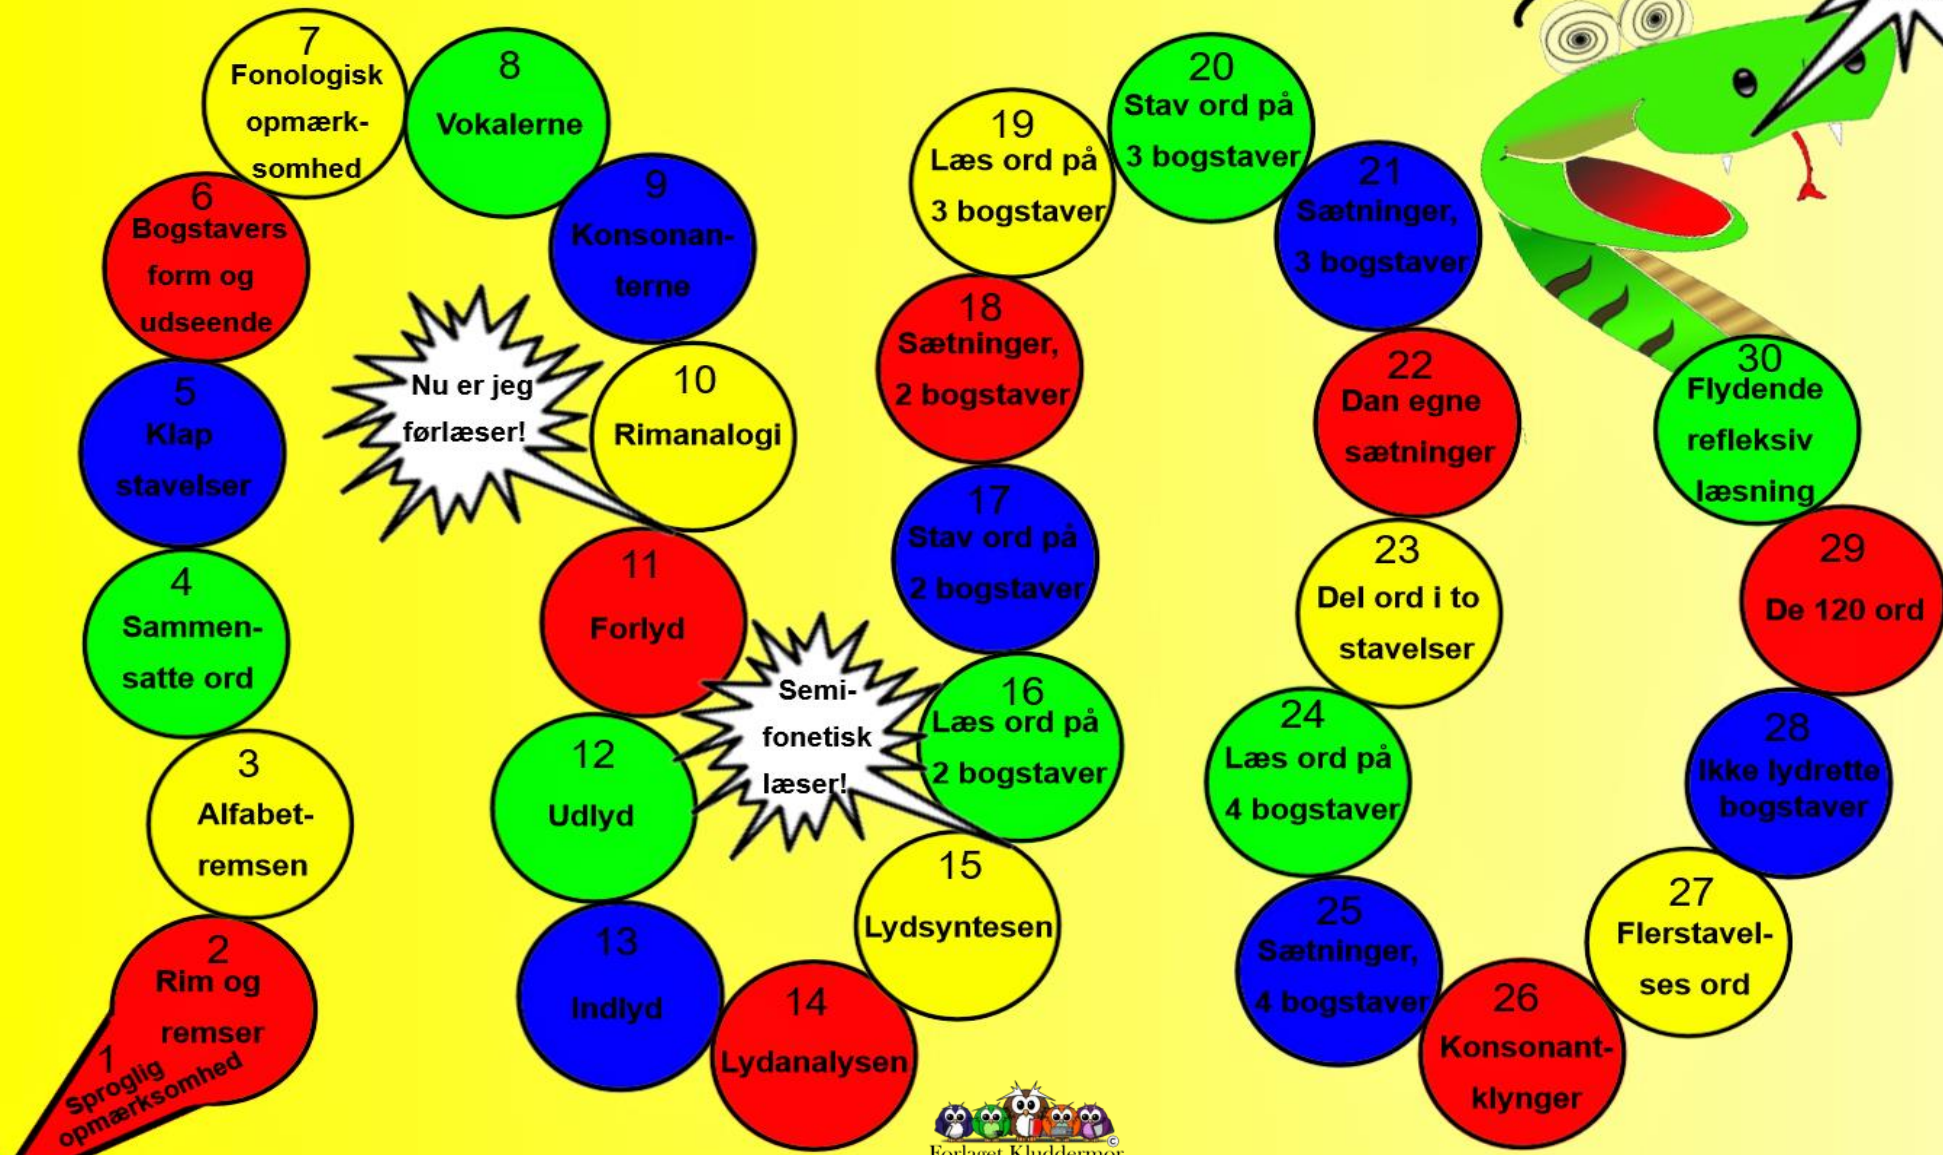 1
Sproglig
opmærksomhed
2
Rim og
remser
3
Alfabet-
remsen
4
Sammen-
satte ord
5
Klap
stavelser
6
Bogstavers
form og
udseende
7
Fonologisk
opmærk-
somhed
8
Vokalerne
9
Konsonan-
terne
10
Rimanalogi
Nu er jeg
førlæser!
11
Forlyd
12
Udlyd
13
Indlyd
14
Lydanalysen
15
Lydsyntesen
Semi-
fonetisk
læser!
16
Læs ord på
2 bogstaver
17
Stav ord på
2 bogstaver
18
Sætninger,
2 bogstaver
19
Læs ord på
3 bogstaver
20
Stav ord på
3 bogstaver
21
Sætninger,
3 bogstaver
22
Dan egne
sætninger
23
Del ord i to
stavelser
24
Læs ord på
4 bogstaver
25
Sætninger,
4 bogstaver
26
Konsonant-
klynger
27
Flerstavel-
ses ord
28
Ikke lydrette
bogstaver
29
De 120 ord
30
Flydende
refleksiv
læsning
©
Forlaget Kluddermor